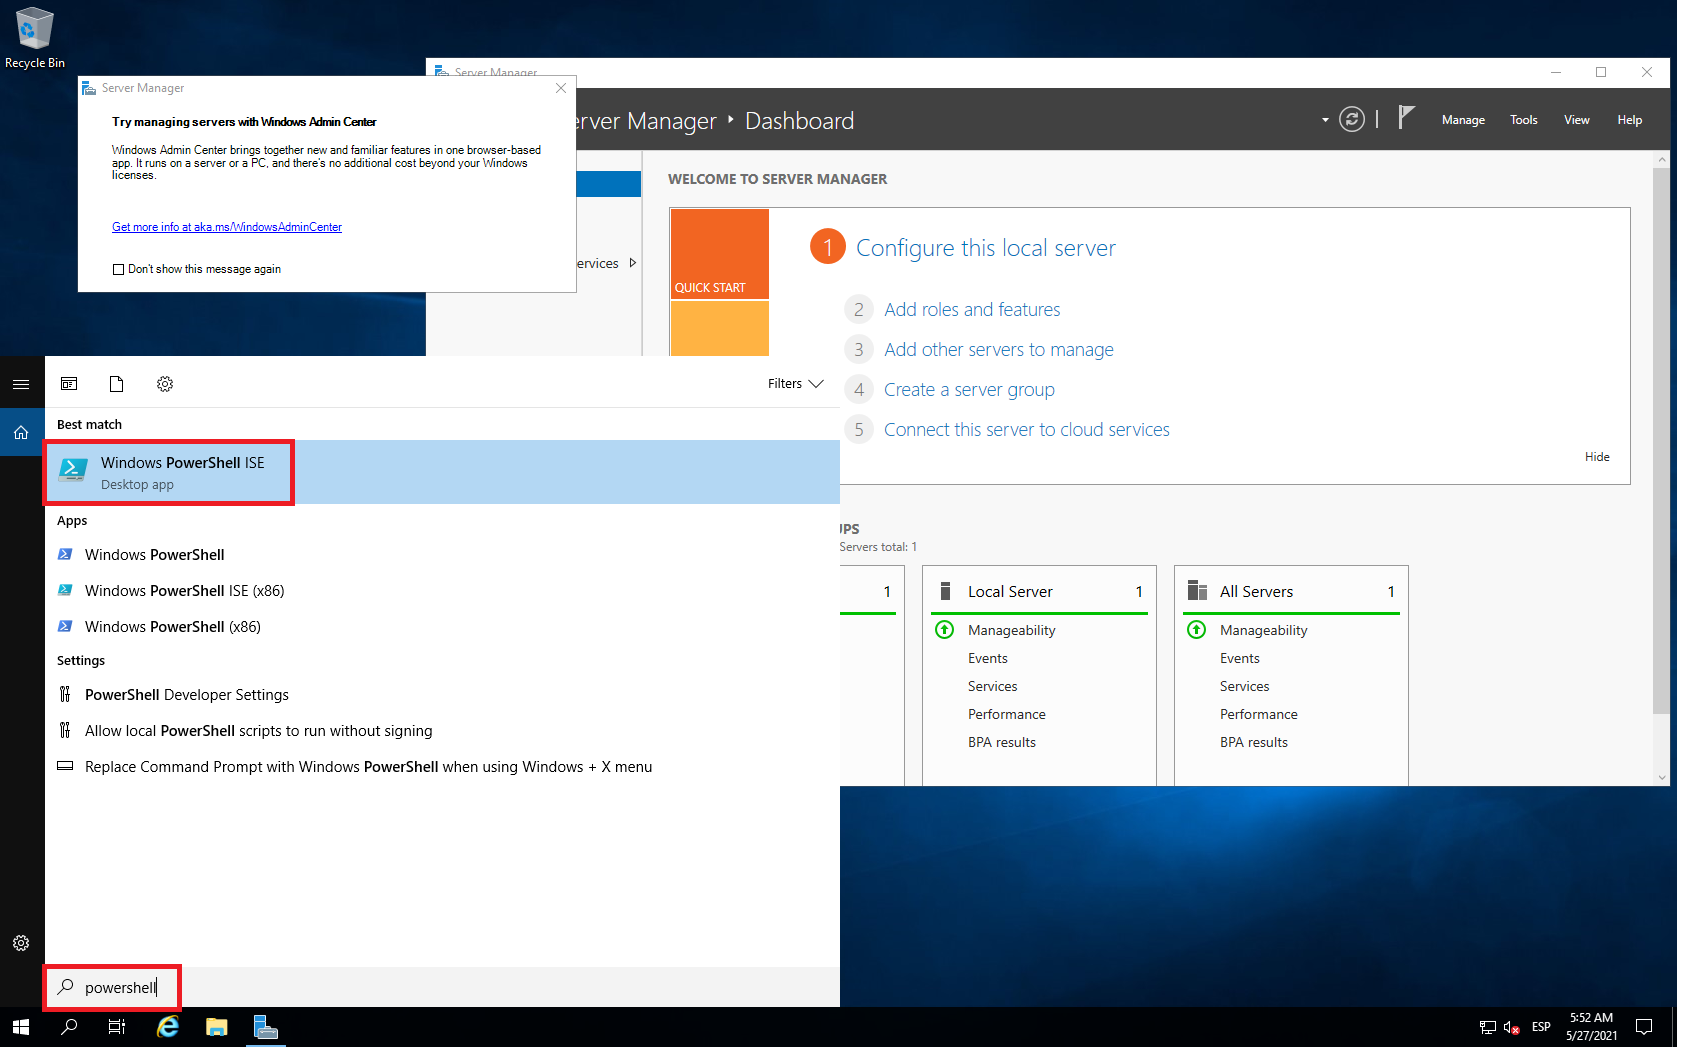 Recycle Bin
Server Manager
Server Manager
Try managing servers with Windows Admin Center
Windows Admin Center brings together new and familiar features in one browser-based
app. It runs on a server or a PC, and there's no additional cost beyond your Windows
licenses.
Get more info at aka.ms/WindowsAdminCenter
Don't show this message again
erver Manager ‣ Dashboard
Manage
Tools
View
Help
ervices
WELCOME TO SERVER MANAGER
QUICK START
1 Configure this local server
2 Add roles and features
3 Add other servers to manage
4 Create a server group
5 Connect this server to cloud services
Hide
UPS
Servers total: 1
1
Local Server 1
Manageability
Events
Services
Performance
BPA results
All Servers 1
Manageability
Events
Services
Performance
BPA results
Filters
Best match
Windows PowerShell ISE
Desktop app
Apps
Windows PowerShell
Windows PowerShell ISE (x86)
Windows PowerShell (x86)
Settings
PowerShell Developer Settings
Allow local PowerShell scripts to run without signing
Replace Command Prompt with Windows PowerShell when using Windows + X menu
powershell
ESP
5:52 AM
5/27/2021